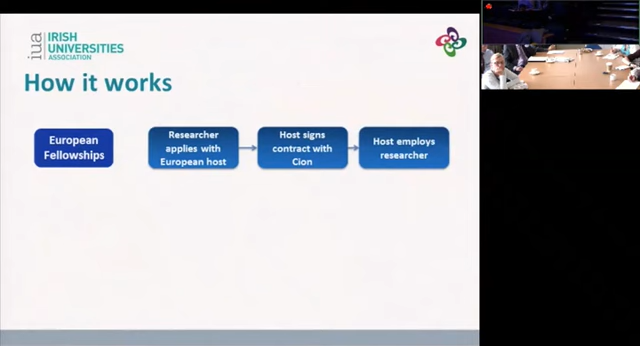 iua
IRISH
UNIVERSITIES
ASSOCIATION
How it works
European
Fellowships
Researcher
applies with
European host
Host signs
contract with
Cion
Host employs
researcher